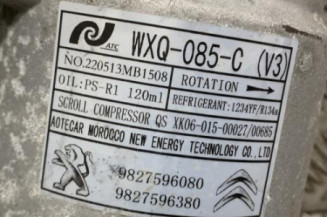 ATC WXQ-085-C (V3)
NO.220513MB1508 ROTATION
OIL:PS-R1 120ml REFRIGERANT:1234YF/R134a
SCROLL COMPRESSOR QS XK06-015-00027/00685
AOTECAR MOROCCO NEW ENERGY TECHNOLOGY CO., LTD
9827596080
9827596380